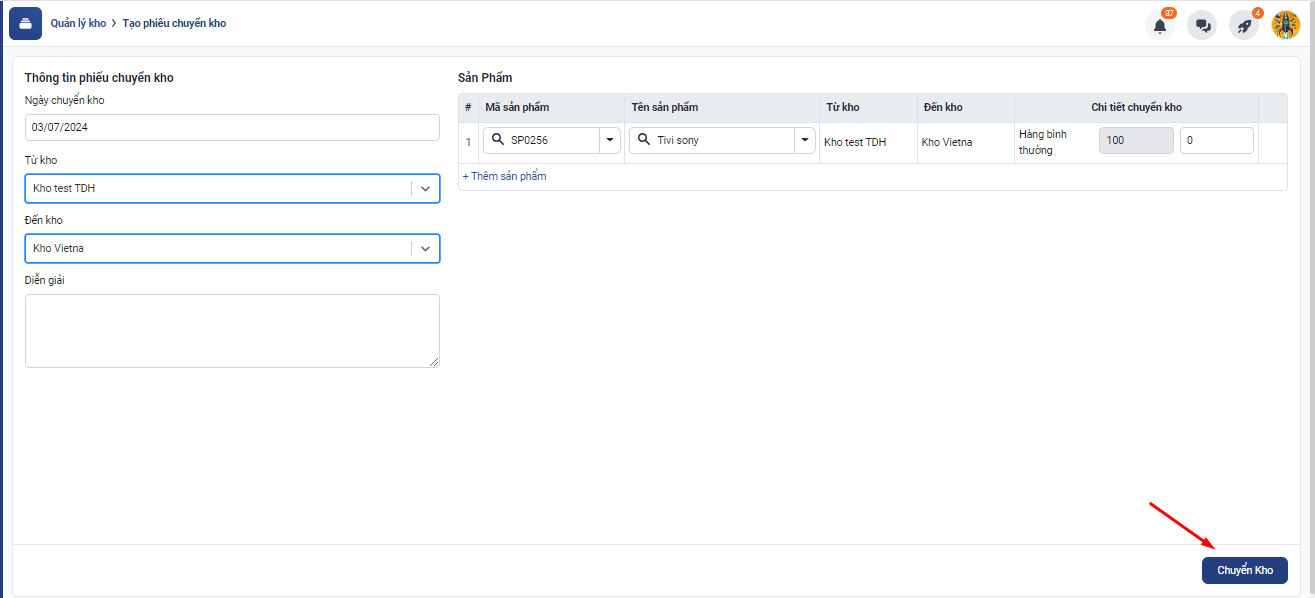 Quản lý kho > Tạo phiếu chuyển kho
37
4
Thông tin phiếu chuyển kho
Ngày chuyển kho
03/07/2024
Từ kho
Kho test TDH
Đến kho
Kho Vietna
Diễn giải
Sản Phẩm
# Mã sản phẩm Tên sản phẩm Từ kho Đến kho Chi tiết chuyển kho
1 SP0256 Tivi sony Kho test TDH Kho Vietna Hàng bình thường 100 0
+ Thêm sản phẩm
Chuyển Kho